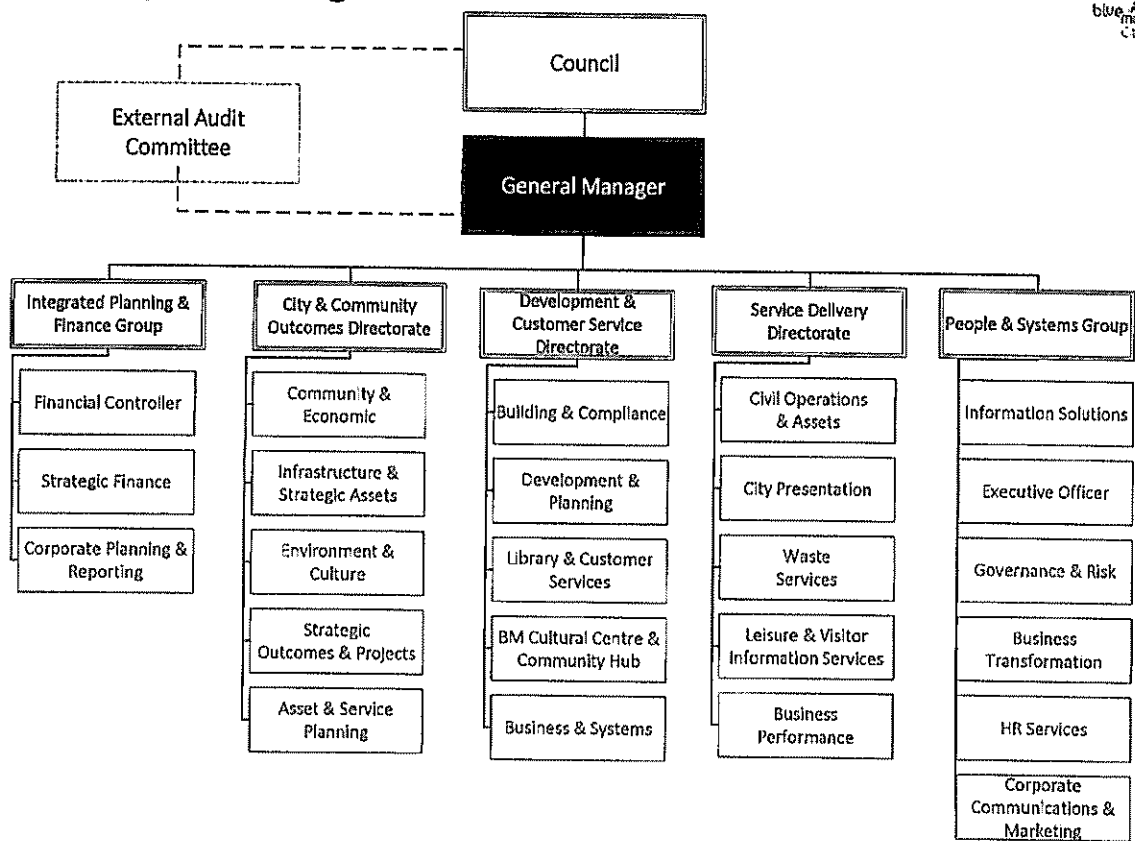 blue
Council
External Audit
Committee
General Manager
Integrated Planning &
Finance Group
City & Community
Outcomes Directorate
Development &
Customer Service
Directorate
Service Delivery
Directorate
People & Systems Group
Financial Controller
Strategic Finance
Corporate Planning &
Reporting
Community &
Economic
Infrastructure &
Strategic Assets
Environment &
Culture
Strategic
Outcomes & Projects
Asset & Service
Planning
Building & Compliance
Development &
Planning
Library & Customer
Services
BM Cultural Centre &
Community Hub
Business & Systems
Civil Operations
& Assets
City Presentation
Waste
Services
Leisure & Visitor
Information Services
Business
Performance
Information Solutions
Executive Officer
Governance & Risk
Business
Transformation
HR Services
Corporate
Communications &
Marketing